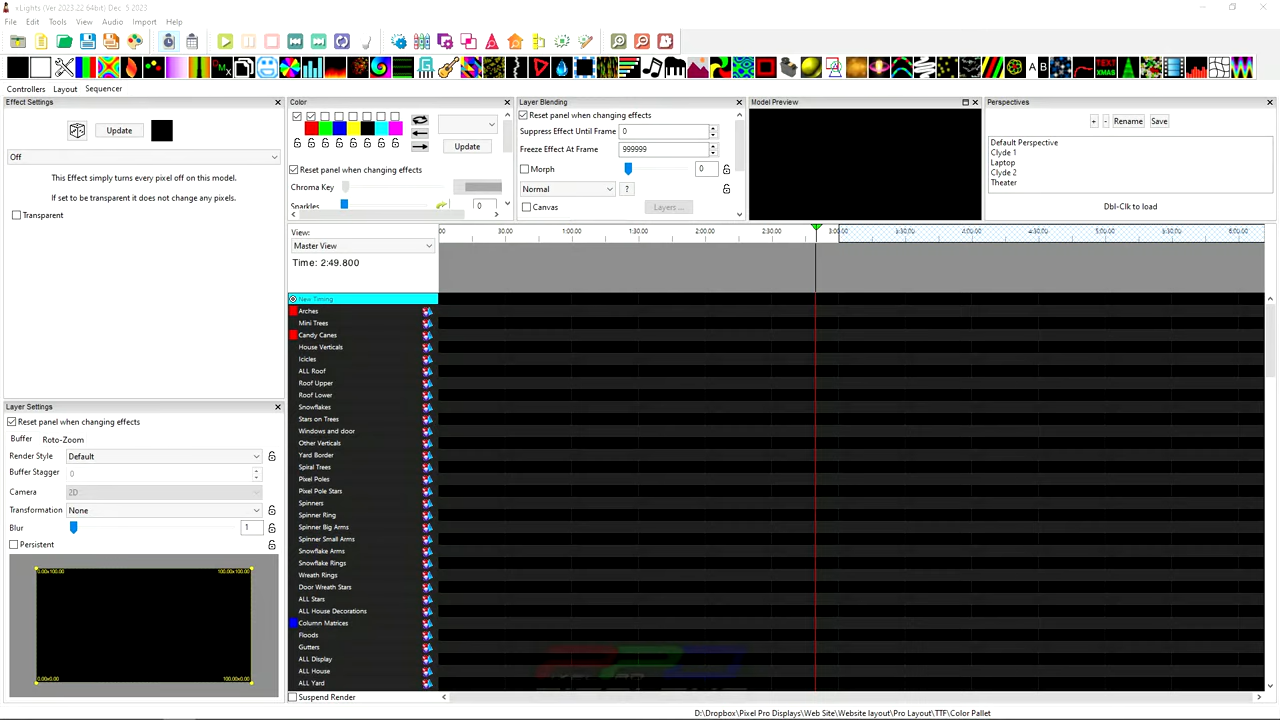 xLights (Ver 2023.22 64bit) Dec. 5 2023
File Edit Tools View Audio Import Help
Controllers Layout Sequencer
Effect Settings
Update
Off
This Effect simply turns every pixel off on this model.
If set to be transparent it does not change any pixels.
Transparent
Color
Update
Reset panel when changing effects
Chroma Key
Sparkles 0
Layer Blending
Reset panel when changing effects
Suppress Effect Until Frame 0
Freeze Effect At Frame 999999
Morph 0
Normal ?
Canvas Layers ...
Model Preview
Perspectives
+ - Rename Save
Default Perspective
Clyde 1
Laptop
Clyde 2
Theater
Dbl-Clk to load
View:
Master View
Time: 2:49.800
:00 30:00 1:00:00 1:30:00 2:00:00 2:30:00 3:00:00 3:30:00 4:00:00 4:30:00 5:00:00 5:30:00 6:00:00
New Timing
Arches
Mini Trees
Candy Canes
House Verticals
Icicles
ALL Roof
Roof Upper
Roof Lower
Snowflakes
Stars on Trees
Windows and door
Other Verticals
Yard Border
Spiral Trees
Pixel Poles
Pixel Pole Stars
Spinners
Spinner Ring
Spinner Big Arms
Spinner Small Arms
Snowflake Arms
Snowflake Rings
Wreath Rings
Door Wreath Stars
ALL Stars
ALL House Decorations
Column Matrices
Floods
Gutters
ALL Display
ALL House
ALL Yard
Layer Settings
Reset panel when changing effects
Buffer Roto-Zoom
Render Style Default
Buffer Stagger 0
Camera 2D
Transformation None
Blur 1
Persistent
0.00x100.00 100.00x100.00
0.00x0.00 100.00x0.00
Suspend Render
D:\Dropbox\Pixel Pro Displays\Web Site\Website layout\Pro Layout\TTF\Color Pallet